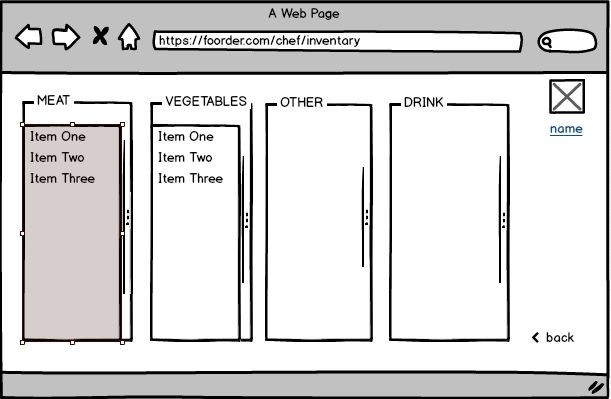 A Web Page
https://foorder.com/chef/inventary
MEAT
Item One
Item Two
Item Three
VEGETABLES
Item One
Item Two
Item Three
OTHER
DRINK
name
back